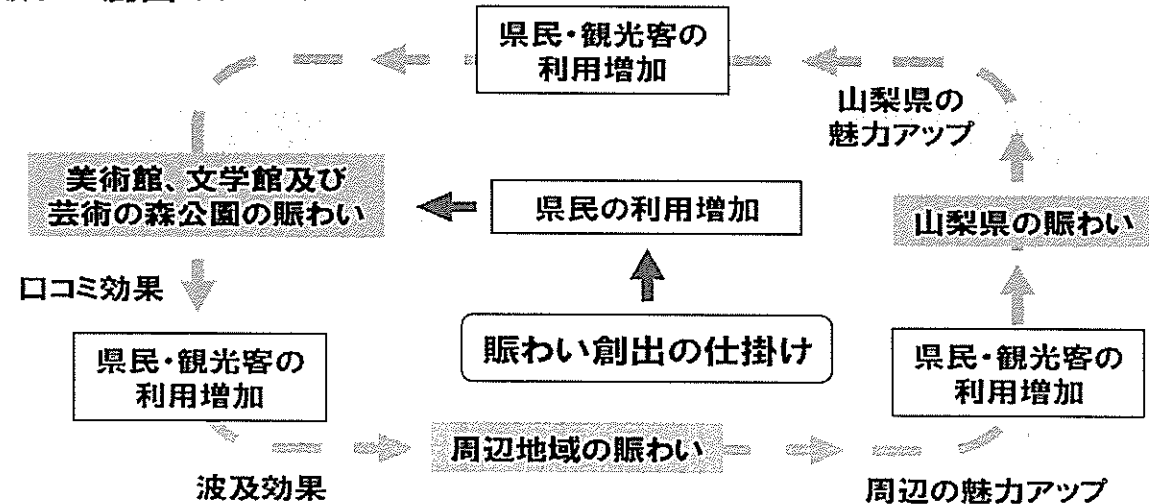 県民・観光客の
利用増加
山梨県の
魅力アップ
美術館、文学館及び
芸術の森公園の賑わい
県民の利用増加
山梨県の賑わい
口コミ効果
賑わい創出の仕掛け
県民・観光客の
利用増加
県民・観光客の
利用増加
周辺地域の賑わい
波及効果
周辺の魅力アップ